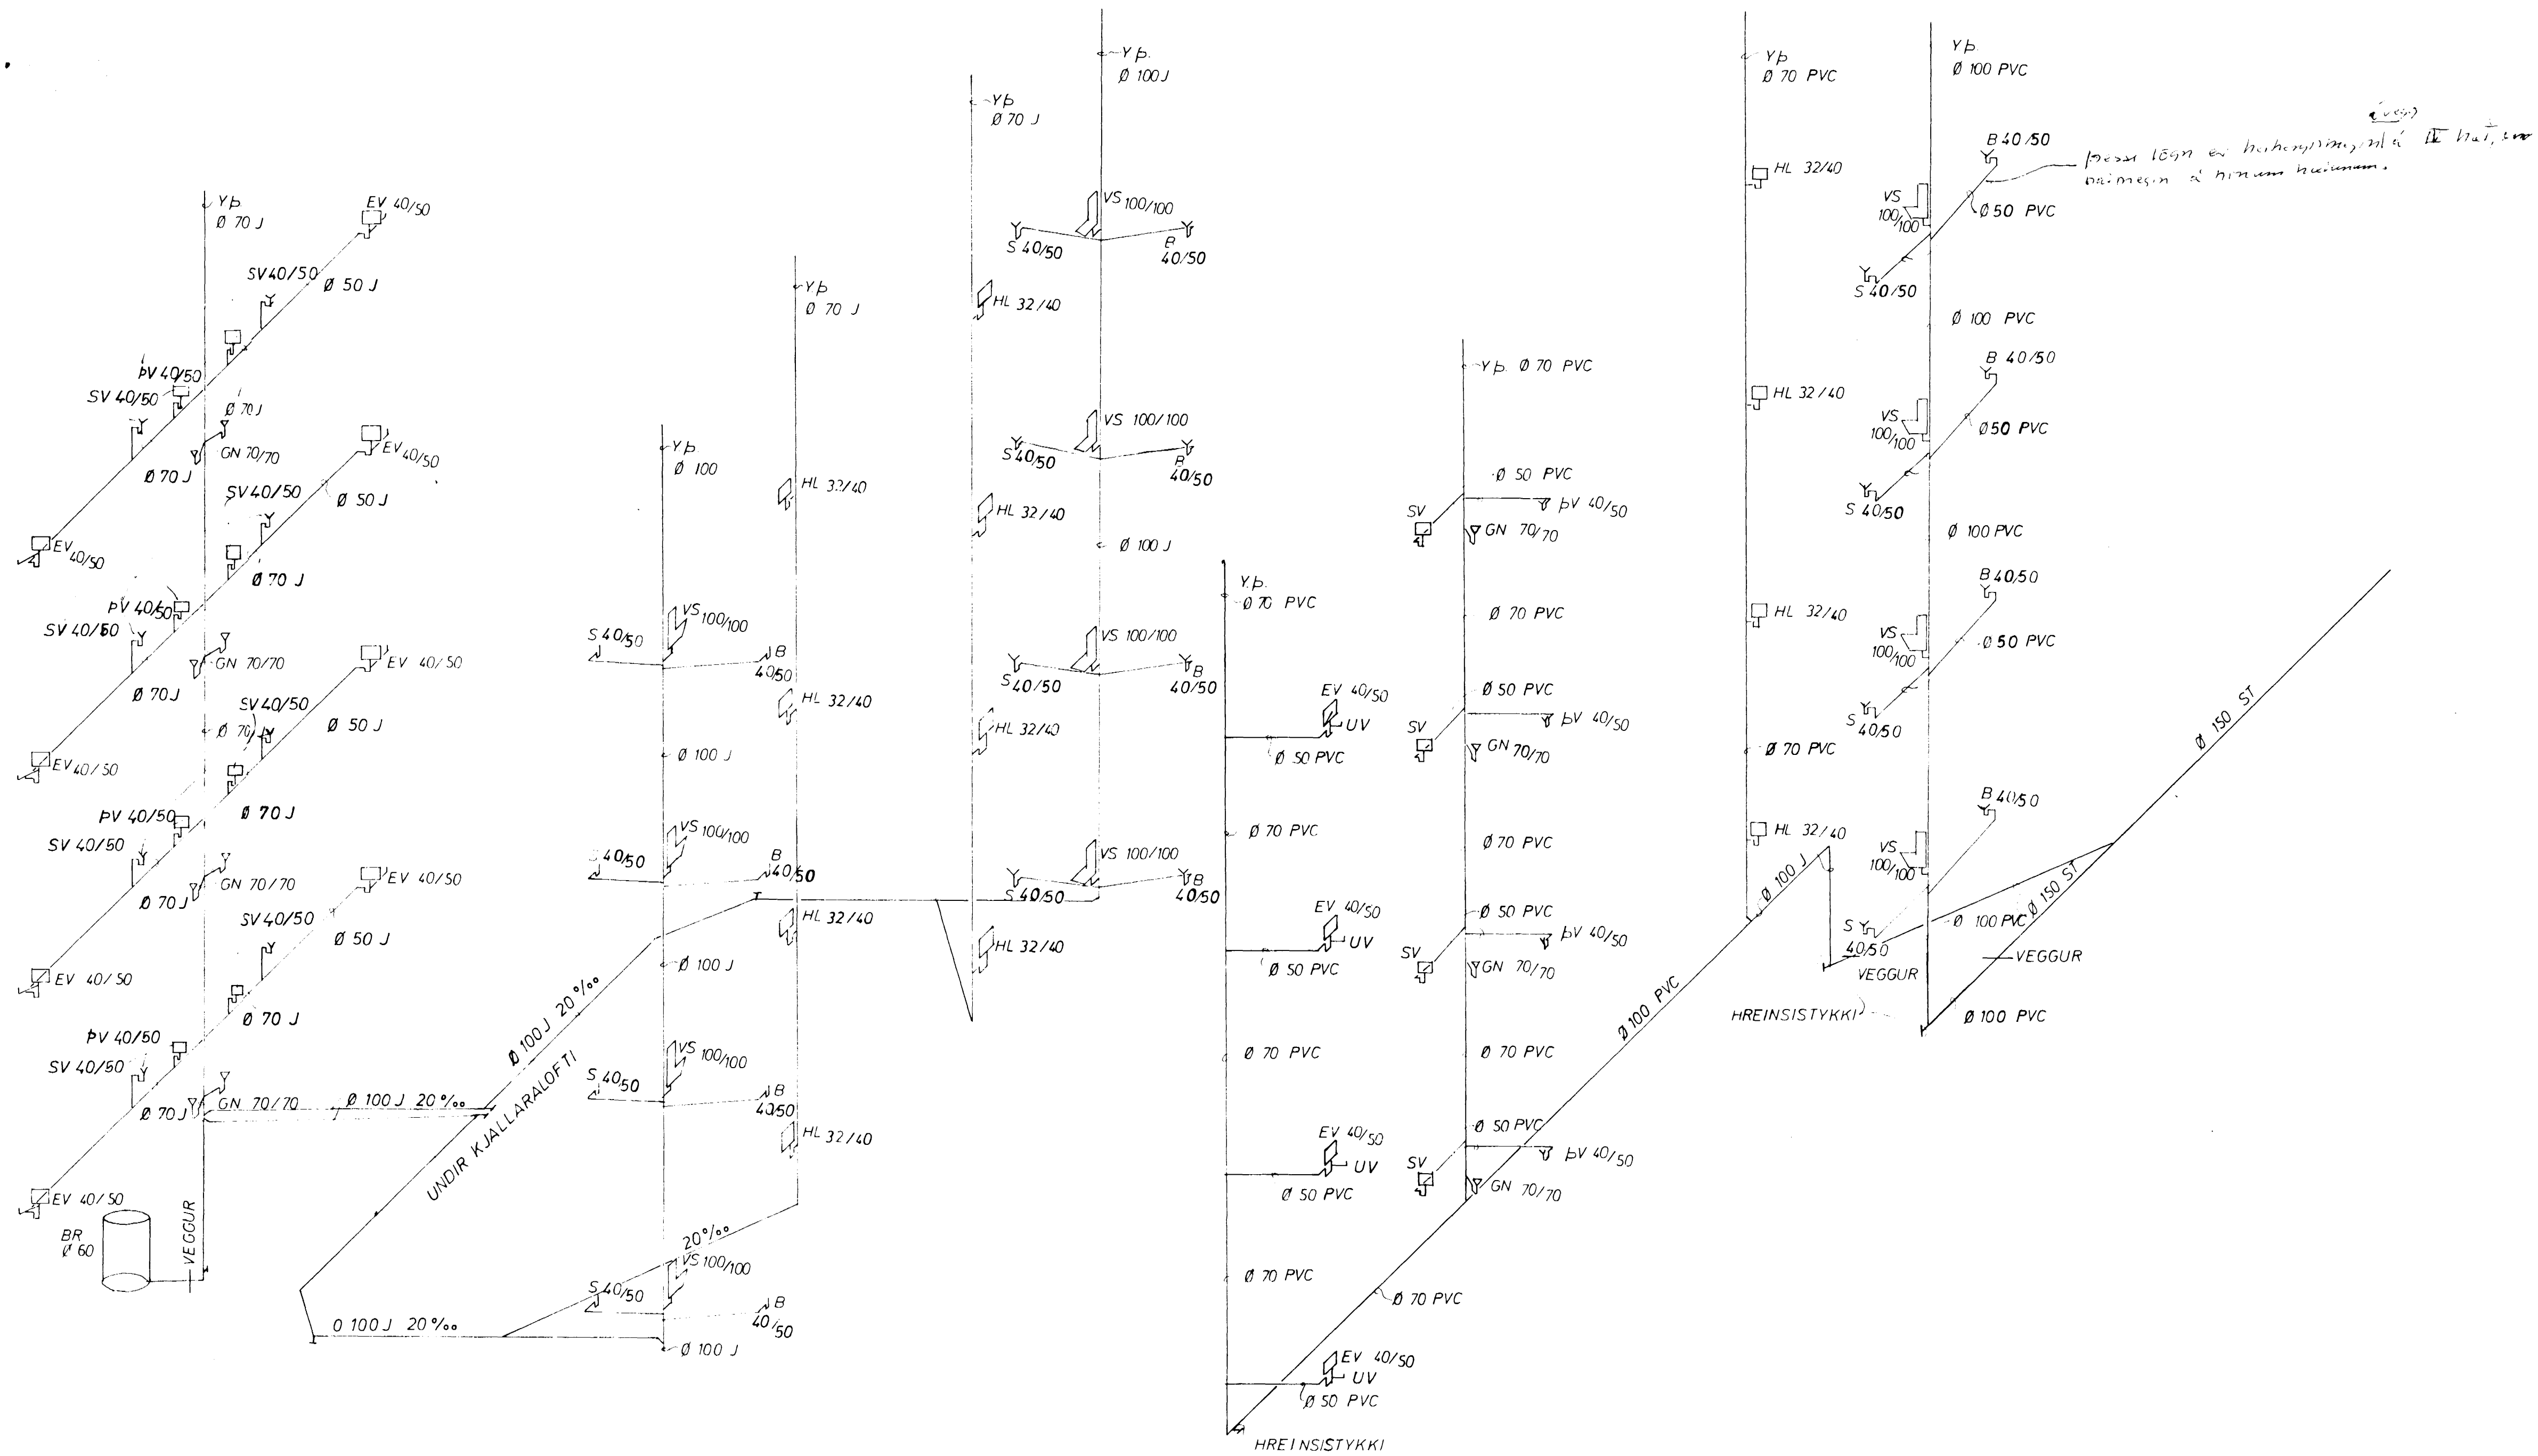 YÞ
Ø 70 J
EV 40/50
SV 40/50
Ø 50 J
ÞV 40/50
SV 40/50
Ø 70 J
GN 70/70
Ø 70 J
EV 40/50
EV 40/50
SV 40/50
Ø 50 J
Ø 70 J
ÞV 40/50
SV 40/50
GN 70/70
Ø 70 J
EV 40/50
Ø 70 J
EV 40/50
SV 40/50
Ø 50 J
Ø 70 J
ÞV 40/50
SV 40/50
GN 70/70
Ø 70 J
EV 40/50
EV 40/50
SV 40/50
Ø 50 J
Ø 70 J
ÞV 40/50
SV 40/50
GN 70/70
Ø 70 J
EV 40/50
BR
Ø 60
VEGGUR
Ø 100 J 20 ‰
Ø 100 J 20 ‰
UNDIR KJALLARALOFTI
O 100 J 20 ‰
YÞ
Ø 100
VS 100/100
S 40/50
B
40/50
Ø 100 J
VS 100/100
40/50
B
40/50
Ø 100 J
VS 100/100
S 40/50
B
40/50
20 ‰
VS 100/100
S 40/50
B
40/50
Ø 100 J
YÞ
Ø 70 J
HL 32/40
HL 32/40
HL 32/40
HL 32/40
YÞ
Ø 70 J
HL 32/40
HL 32/40
HL 32/40
HL 32/40
YÞ.
Ø 100 J
VS 100/100
S 40/50
B
40/50
VS 100/100
S 40/50
B
40/50
Ø 100 J
VS 100/100
S 40/50
B
40/50
VS 100/100
S 40/50
B
40/50
Y.Þ.
Ø 70 PVC
EV 40/50
UV
Ø 50 PVC
Ø 70 PVC
EV 40/50
UV
Ø 50 PVC
Ø 70 PVC
EV 40/50
UV
Ø 50 PVC
Ø 70 PVC
EV 40/50
UV
Ø 50 PVC
HREINSISTYKKI
Ø 70 PVC
YÞ. Ø 70 PVC
Ø 50 PVC
ÞV 40/50
SV
GN 70/70
Ø 70 PVC
Ø 50 PVC
ÞV 40/50
SV
GN 70/70
Ø 70 PVC
Ø 50 PVC
ÞV 40/50
SV
GN 70/70
Ø 70 PVC
Ø 50 PVC
ÞV 40/50
SV
GN 70/70
Ø 100 PVC
YÞ
Ø 70 PVC
HL 32/40
HL 32/40
HL 32/40
Ø 70 PVC
HL 32/40
Ø 100 J
YÞ.
Ø 100 PVC
B 40/50
VS
100/100
Ø 50 PVC
S 40/50
Ø 100 PVC
B 40/50
VS
100/100
Ø 50 PVC
S 40/50
Ø 100 PVC
B 40/50
VS
100/100
Ø 50 PVC
S 40/50
B 40/50
VS
100/100
S
40/50
Ø 100 PVC
Ø 150 ST
Ø 150 ST
VEGGUR
VEGGUR
HREINSISTYKKI
Ø 100 PVC
þessi lögn er
á hinum